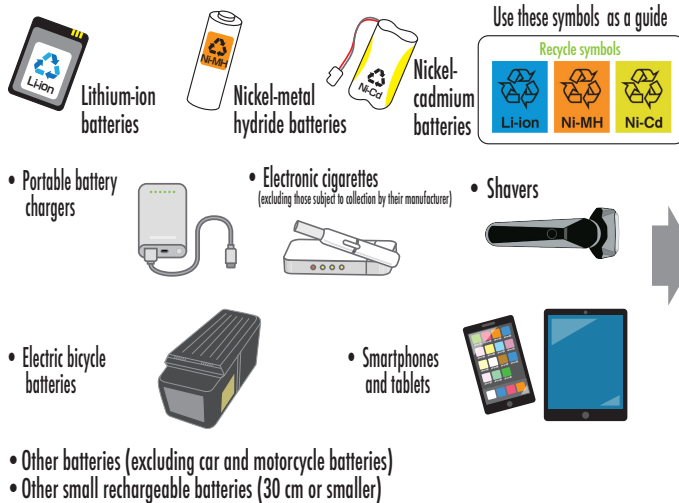 Use these symbols as a guide
Recycle symbols
Li-ion
Ni-MH
Ni-Cd
Li-ion
Lithium-ion
batteries
Ni-MH
Nickel-metal
hydride batteries
Ni-Cd
Nickel-
cadmium
batteries
• Portable battery
chargers
• Electronic cigarettes
(excluding those subject to collection by their manufacturer)
• Shavers
• Electric bicycle
batteries
• Smartphones
and tablets
• Other batteries (excluding car and motorcycle batteries)
• Other small rechargeable batteries (30 cm or smaller)